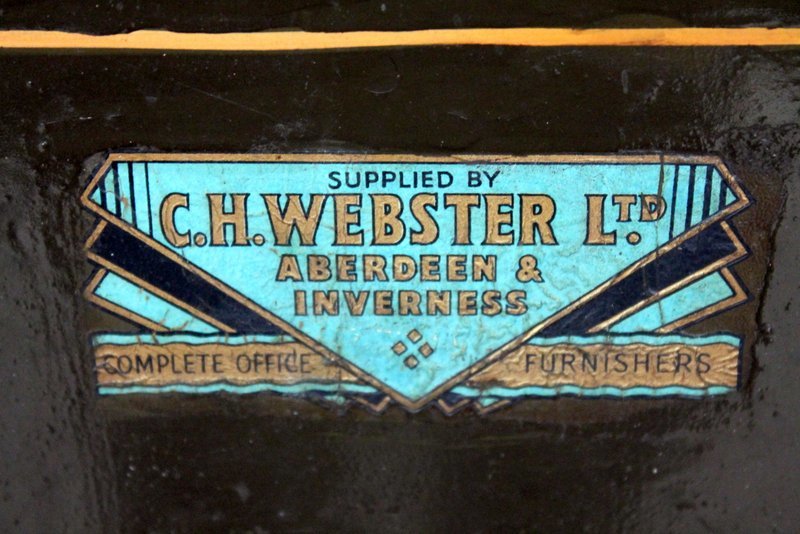 SUPPLIED BY
C.H. WEBSTER LTD.
ABERDEEN &
INVERNESS
COMPLETE OFFICE FURNISHERS